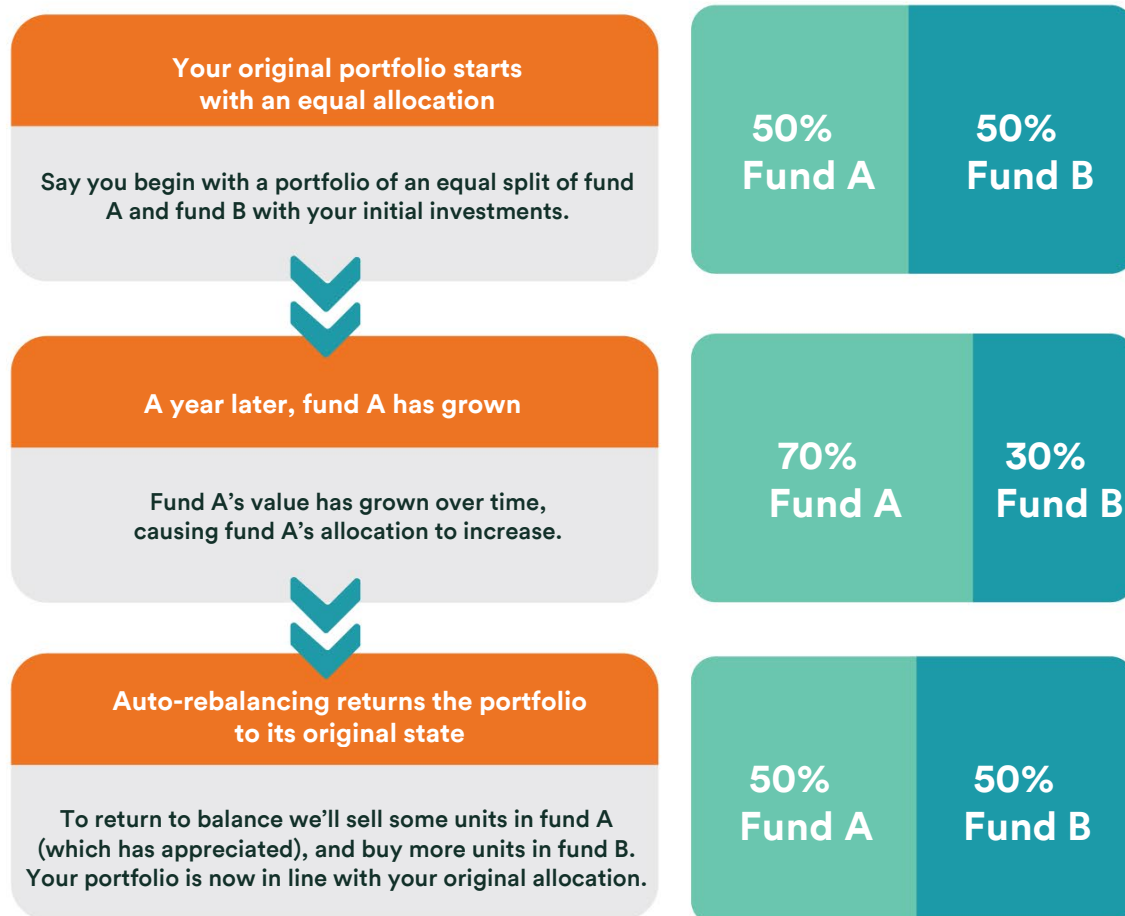 Your original portfolio starts
with an equal allocation
Say you begin with a portfolio of an equal split of fund
A and fund B with your initial investments.
50%
Fund A
50%
Fund B
A year later, fund A has grown
Fund A’s value has grown over time,
causing fund A’s allocation to increase.
70%
Fund A
30%
Fund B
Auto-rebalancing returns the portfolio
to its original state
To return to balance we’ll sell some units in fund A
(which has appreciated), and buy more units in fund B.
Your portfolio is now in line with your original allocation.
50%
Fund A
50%
Fund B